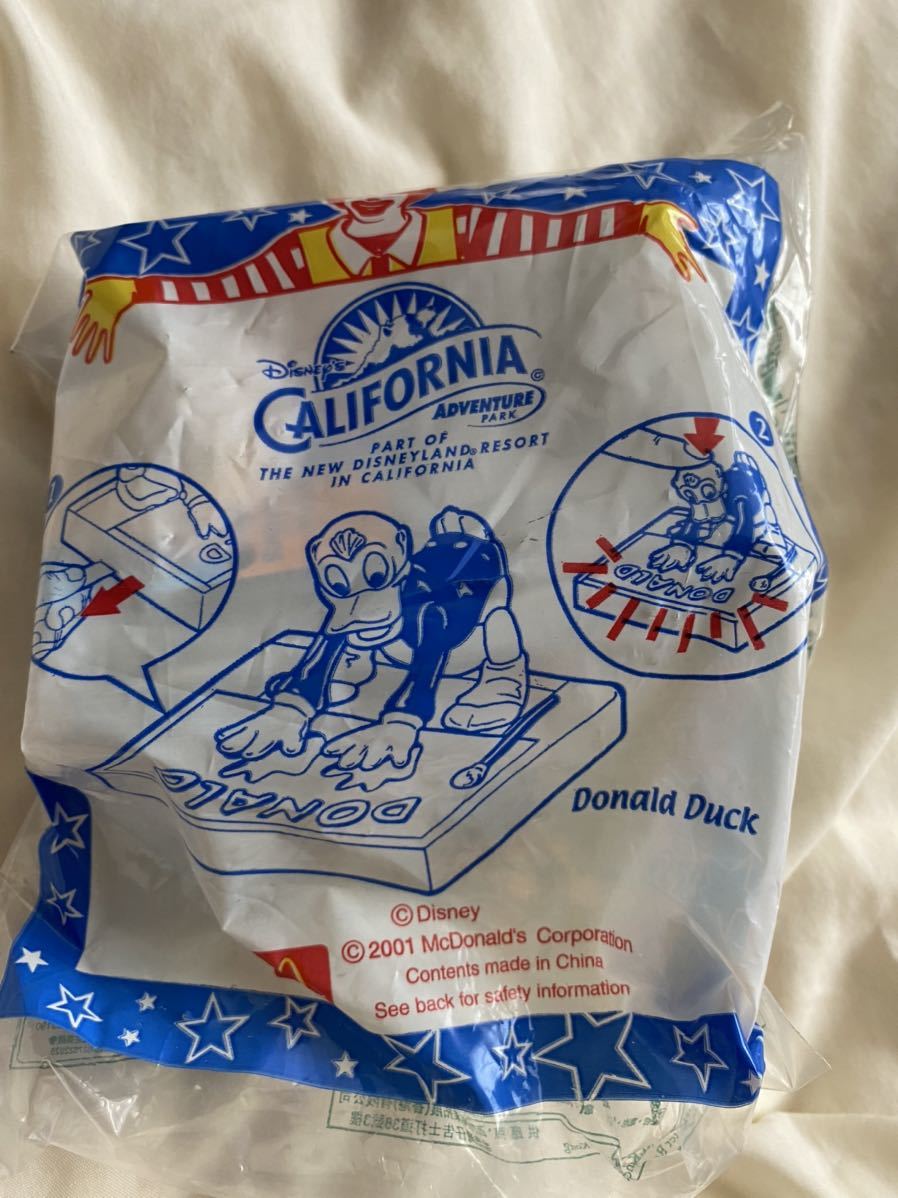 DISNEY'S
CALIFORNIA ©
ADVENTURE
PARK
PART OF
THE NEW DISNEYLAND® RESORT
IN CALIFORNIA
2
DONALD
DONALD
Donald Duck
© Disney
© 2001 McDonald's Corporation
Contents made in China
See back for safety information